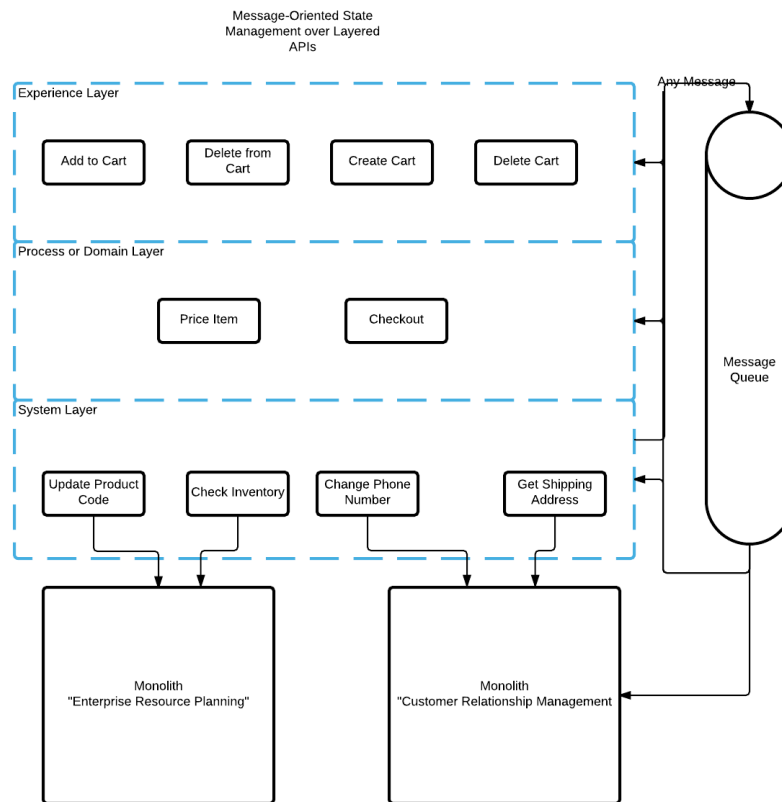 Message-Oriented State
Management over Layered
APIs
Any Message
Experience Layer
Add to Cart
Delete from
Cart
Create Cart
Delete Cart
Process or Domain Layer
Price Item
Checkout
Message
Queue
System Layer
Update Product
Code
Check Inventory
Change Phone
Number
Get Shipping
Address
Monolith
"Enterprise Resource Planning"
Monolith
"Customer Relationship Management